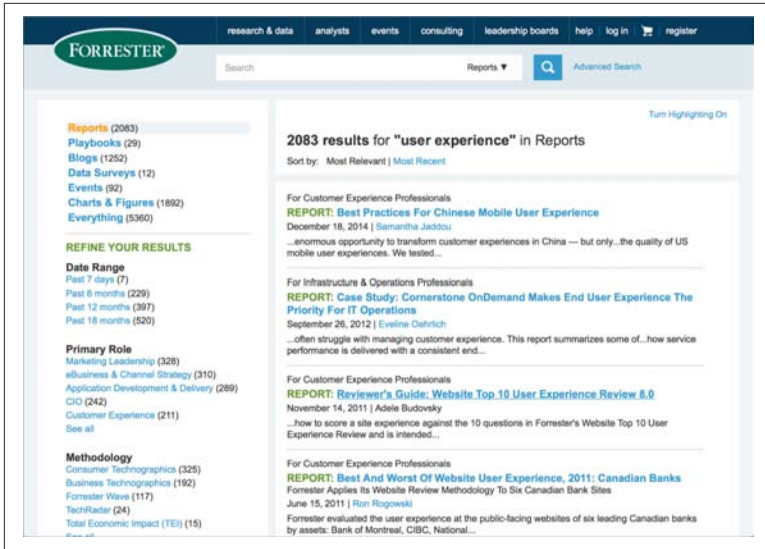 research & data analysts events consulting leadership boards help log in register
FORRESTER®
Search Reports ▼ Advanced Search
Turn Highlighting On
Reports (2083)
Playbooks (29)
Blogs (1252)
Data Surveys (12)
Events (92)
Charts & Figures (1892)
Everything (5360)
REFINE YOUR RESULTS
Date Range
Past 7 days (7)
Past 6 months (229)
Past 12 months (397)
Past 18 months (520)
Primary Role
Marketing Leadership (328)
eBusiness & Channel Strategy (310)
Application Development & Delivery (289)
CIO (242)
Customer Experience (211)
See all
Methodology
Consumer Technographics (325)
Business Technographics (192)
Forrester Wave (117)
TechRadar (24)
Total Economic Impact (TEI) (15)
See all
2083 results for "user experience" in Reports
Sort by: Most Relevant | Most Recent
For Customer Experience Professionals
REPORT: Best Practices For Chinese Mobile User Experience
December 18, 2014 | Samantha Jaddou
...enormous opportunity to transform customer experiences in China — but only...the quality of US
mobile user experiences. We tested...
For Infrastructure & Operations Professionals
REPORT: Case Study: Cornerstone OnDemand Makes End User Experience The
Priority For IT Operations
September 26, 2012 | Eveline Oehrlich
...often struggle with managing customer experience. This report summarizes some of...how service
performance is delivered with a consistent end...
For Customer Experience Professionals
REPORT: Reviewer's Guide: Website Top 10 User Experience Review 8.0
November 14, 2011 | Adele Budovsky
...how to score a site experience against the 10 questions in Forrester's Website Top 10 User
Experience Review and is intended...
For Customer Experience Professionals
REPORT: Best And Worst Of Website User Experience, 2011: Canadian Banks
Forrester Applies Its Website Review Methodology To Six Canadian Bank Sites
June 15, 2011 | Ron Rogowski
Forrester evaluated the user experience at the public-facing websites of six leading Canadian banks
by assets: Bank of Montreal, CIBC, National...